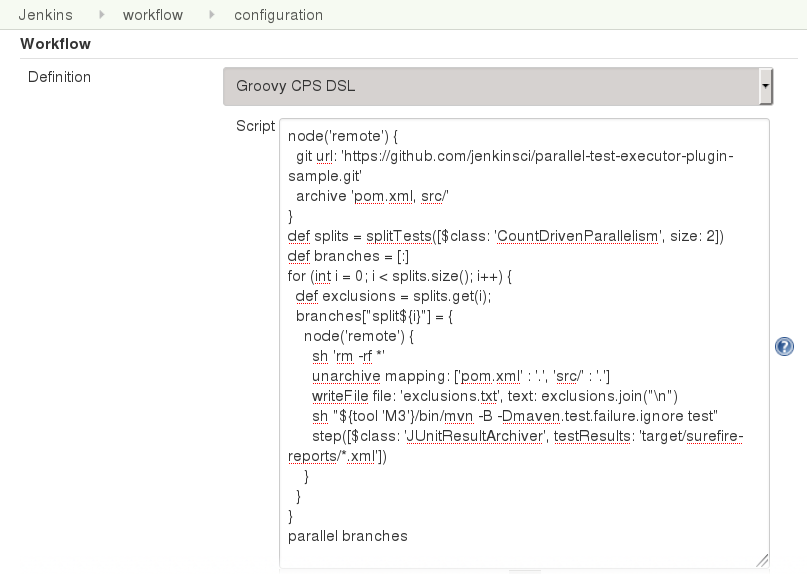 Jenkins workflow configuration
Workflow
Definition
Groovy CPS DSL
Script
node('remote') {
  git url: 'https://github.com/jenkinsci/parallel-test-executor-plugin-
sample.git'
  archive 'pom.xml, src/'
}
def splits = splitTests([$class: 'CountDrivenParallelism', size: 2])
def branches = [:]
for (int i = 0; i < splits.size(); i++) {
  def exclusions = splits.get(i);
  branches["split${i}"] = {
    node('remote') {
      sh 'rm -rf *'
      unarchive mapping: ['pom.xml' : '.', 'src/' : '.']
      writeFile file: 'exclusions.txt', text: exclusions.join("\n")
      sh "${tool 'M3'}/bin/mvn -B -Dmaven.test.failure.ignore test"
      step([$class: 'JUnitResultArchiver', testResults: 'target/surefire-
reports/*.xml'])
    }
  }
}
parallel branches
?